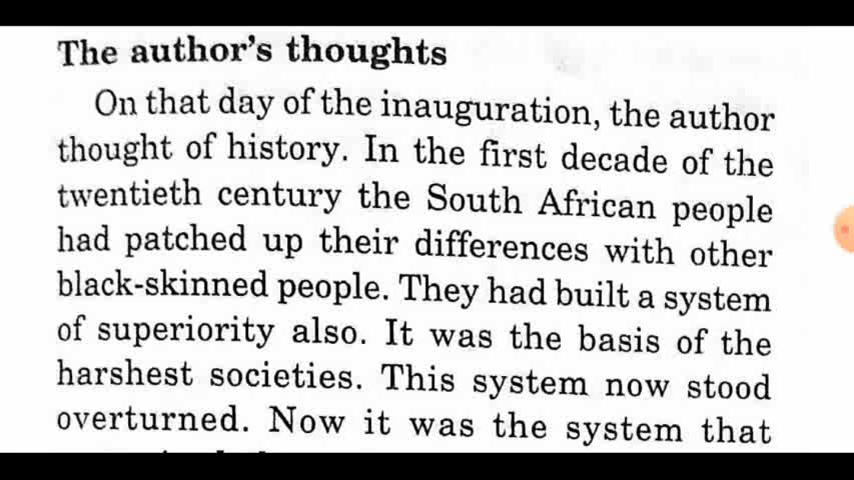 The author's thoughts
On that day of the inauguration, the author
thought of history. In the first decade of the
twentieth century the South African people
had patched up their differences with other
black-skinned people. They had built a system
of superiority also. It was the basis of the
harshest societies. This system now stood
overturned. Now it was the system that